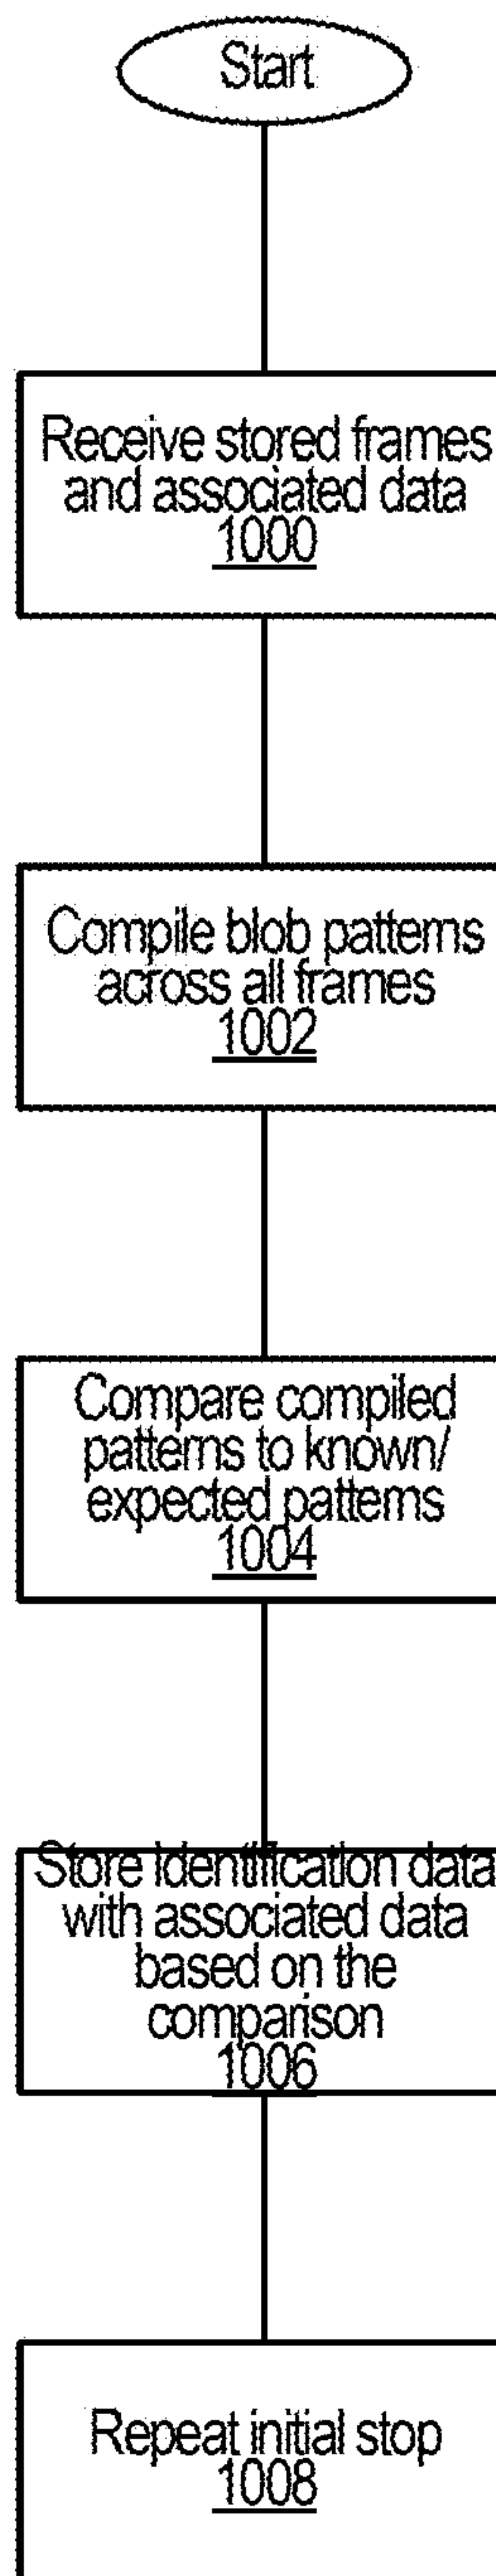 Start
Receive stored frames
and associated data
1000
Compile blob patterns
across all frames
1002
Compare compiled
patterns to known/
expected patterns
1004
Store identification data
with associated data
based on the
comparison
1006
Repeat initial stop
1008